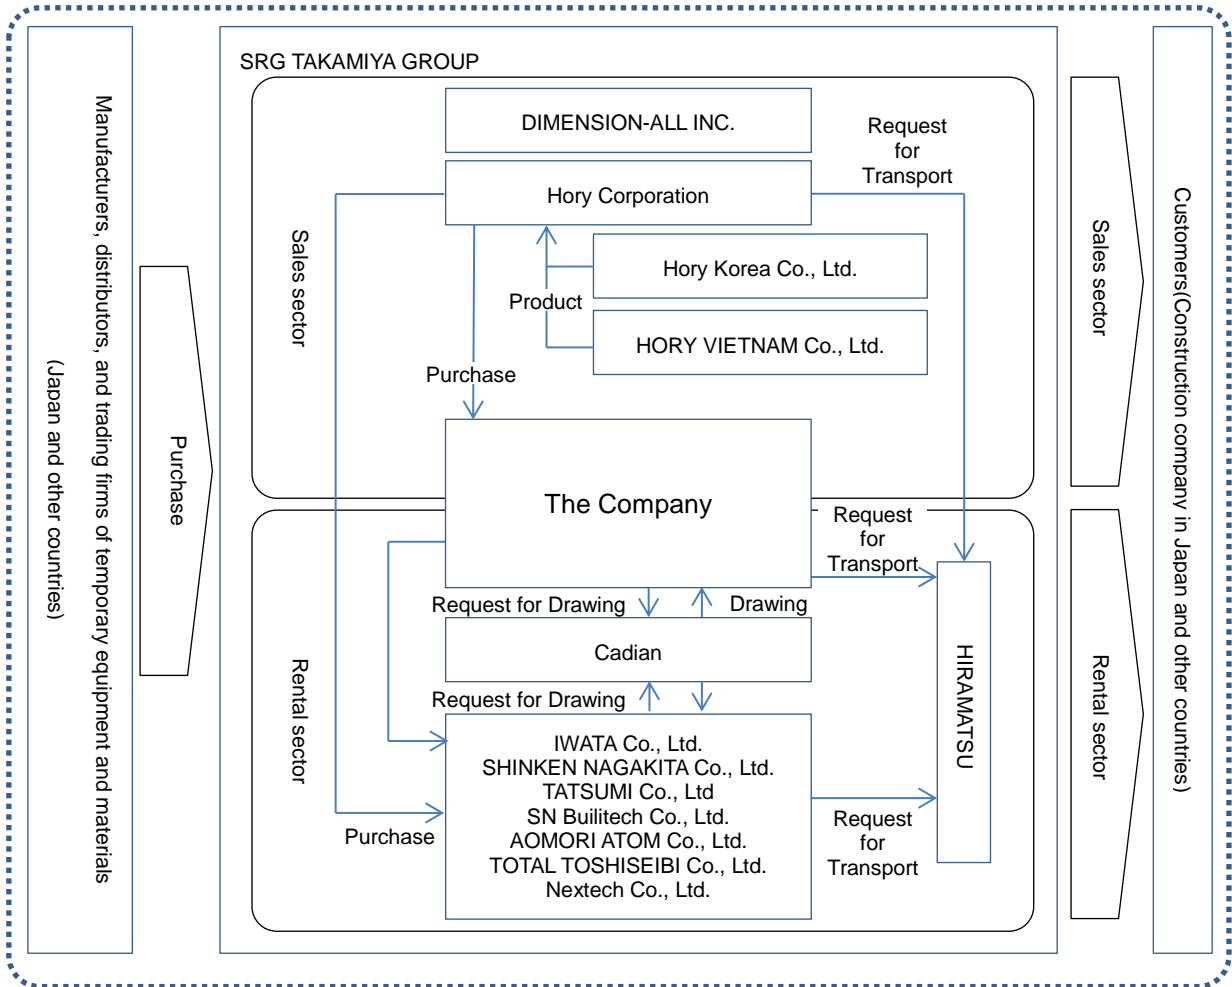 SRG TAKAMIYA GROUP
Manufacturers, distributors, and trading firms of temporary equipment and materials
(Japan and other countries)
Purchase
Sales sector
DIMENSION-ALL INC.
Hory Corporation
Request
for
Transport
Hory Korea Co., Ltd.
Product
HORY VIETNAM Co., Ltd.
Purchase
The Company
Request
for
Transport
Request for Drawing
Drawing
Cadian
Request for Drawing
Rental sector
IWATA Co., Ltd.
SHINKEN NAGAKITA Co., Ltd.
TATSUMI Co., Ltd
SN Builitech Co., Ltd.
AOMORI ATOM Co., Ltd.
TOTAL TOSHISEIBI Co., Ltd.
Nextech Co., Ltd.
Purchase
Request
for
Transport
HIRAMATSU
Sales sector
Rental sector
Customers(Construction company in Japan and other countries)